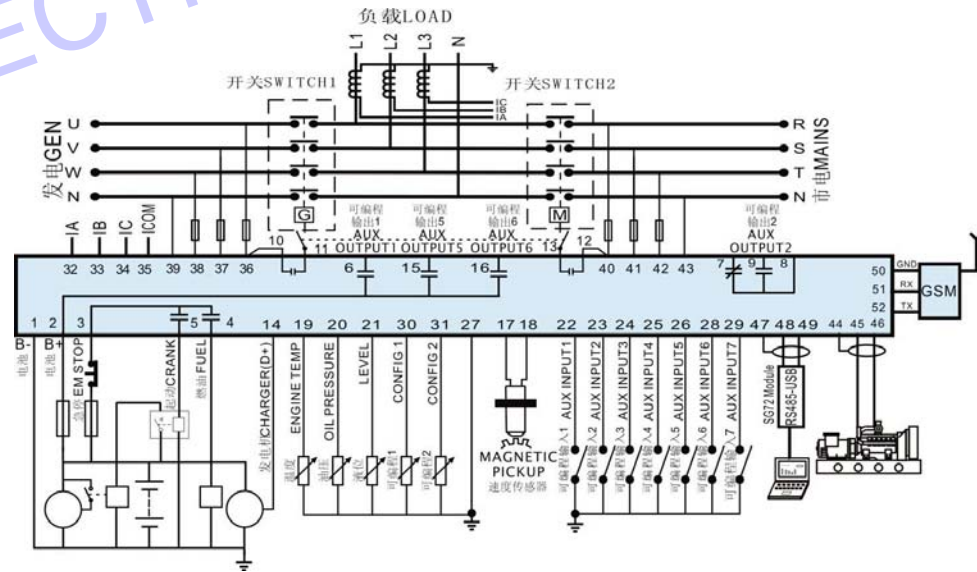 ECT
负载LOAD
L1
L2
L3
N
开关SWITCH1
开关SWITCH2
IC
IB
IA
发电GEN
U
V
W
N
R
S
T
N
市电MAINS
G
M
IA
IB
IC
ICOM
可编程
输出1
AUX
OUTPUT1
可编程
输出5
AUX
OUTPUT5
可编程
输出6
AUX
OUTPUT6
可编程
输出2
AUX
OUTPUT2
32
33
34
35
39
38
37
36
10
11
6
15
16
13
12
40
41
42
43
7
9
8
50
51
52
GND
RX
TX
GSM
1
2
3
5
4
14
19
20
21
30
31
27
17
18
22
23
24
25
26
28
29
47
48
49
44
45
46
B-
电池
B+
电池
急停EM STOP
起动CRANK
燃油FUEL
发电机CHARGER(D+)
ENGINE TEMP
温度
OIL PRESSURE
油压
LEVEL
液位
CONFIG 1
可编程1
CONFIG 2
可编程2
MAGNETIC
PICKUP
速度传感器
可编程输入1 AUX INPUT1
可编程输入2 AUX INPUT2
可编程输入3 AUX INPUT3
可编程输入4 AUX INPUT4
可编程输入5 AUX INPUT5
可编程输入6 AUX INPUT6
可编程输入7 AUX INPUT7
SG72 Module
RS485-USB